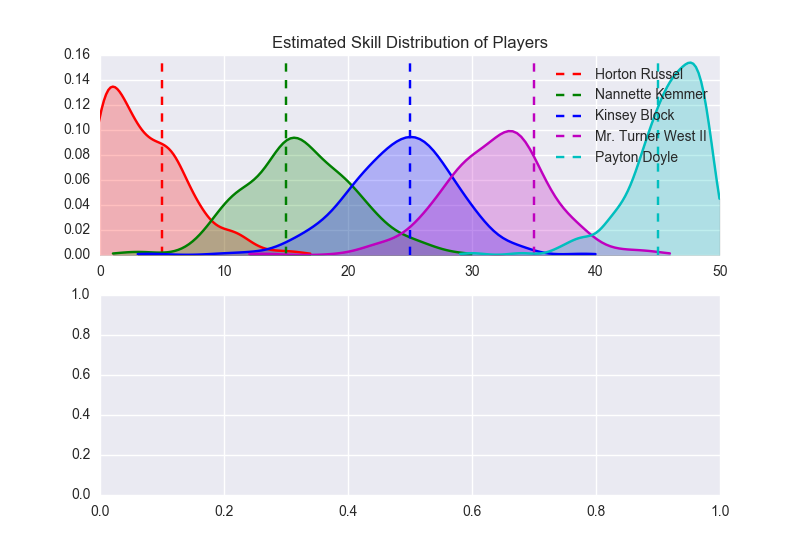 Estimated Skill Distribution of Players
0.16
0.14
0.12
0.10
0.08
0.06
0.04
0.02
0.00
Horton Russel
Nannette Kemmer
Kinsey Block
Mr. Turner West II
Payton Doyle
0 10 20 30 40 50
1.0
0.8
0.6
0.4
0.2
0.0
0.0 0.2 0.4 0.6 0.8 1.0